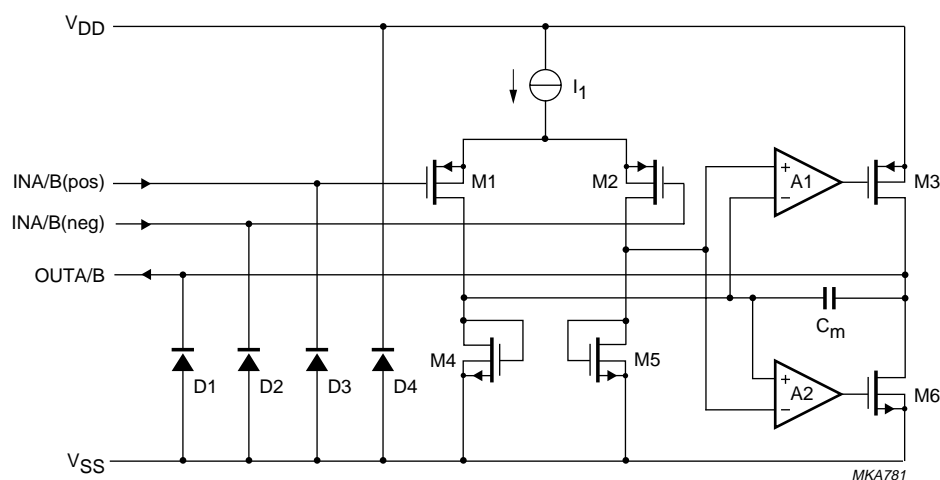 VDD
I1
INA/B(pos)
M1
M2
+
A1
−
M3
INA/B(neg)
OUTA/B
Cm
M4
M5
+
A2
−
M6
D1
D2
D3
D4
VSS
MKA781